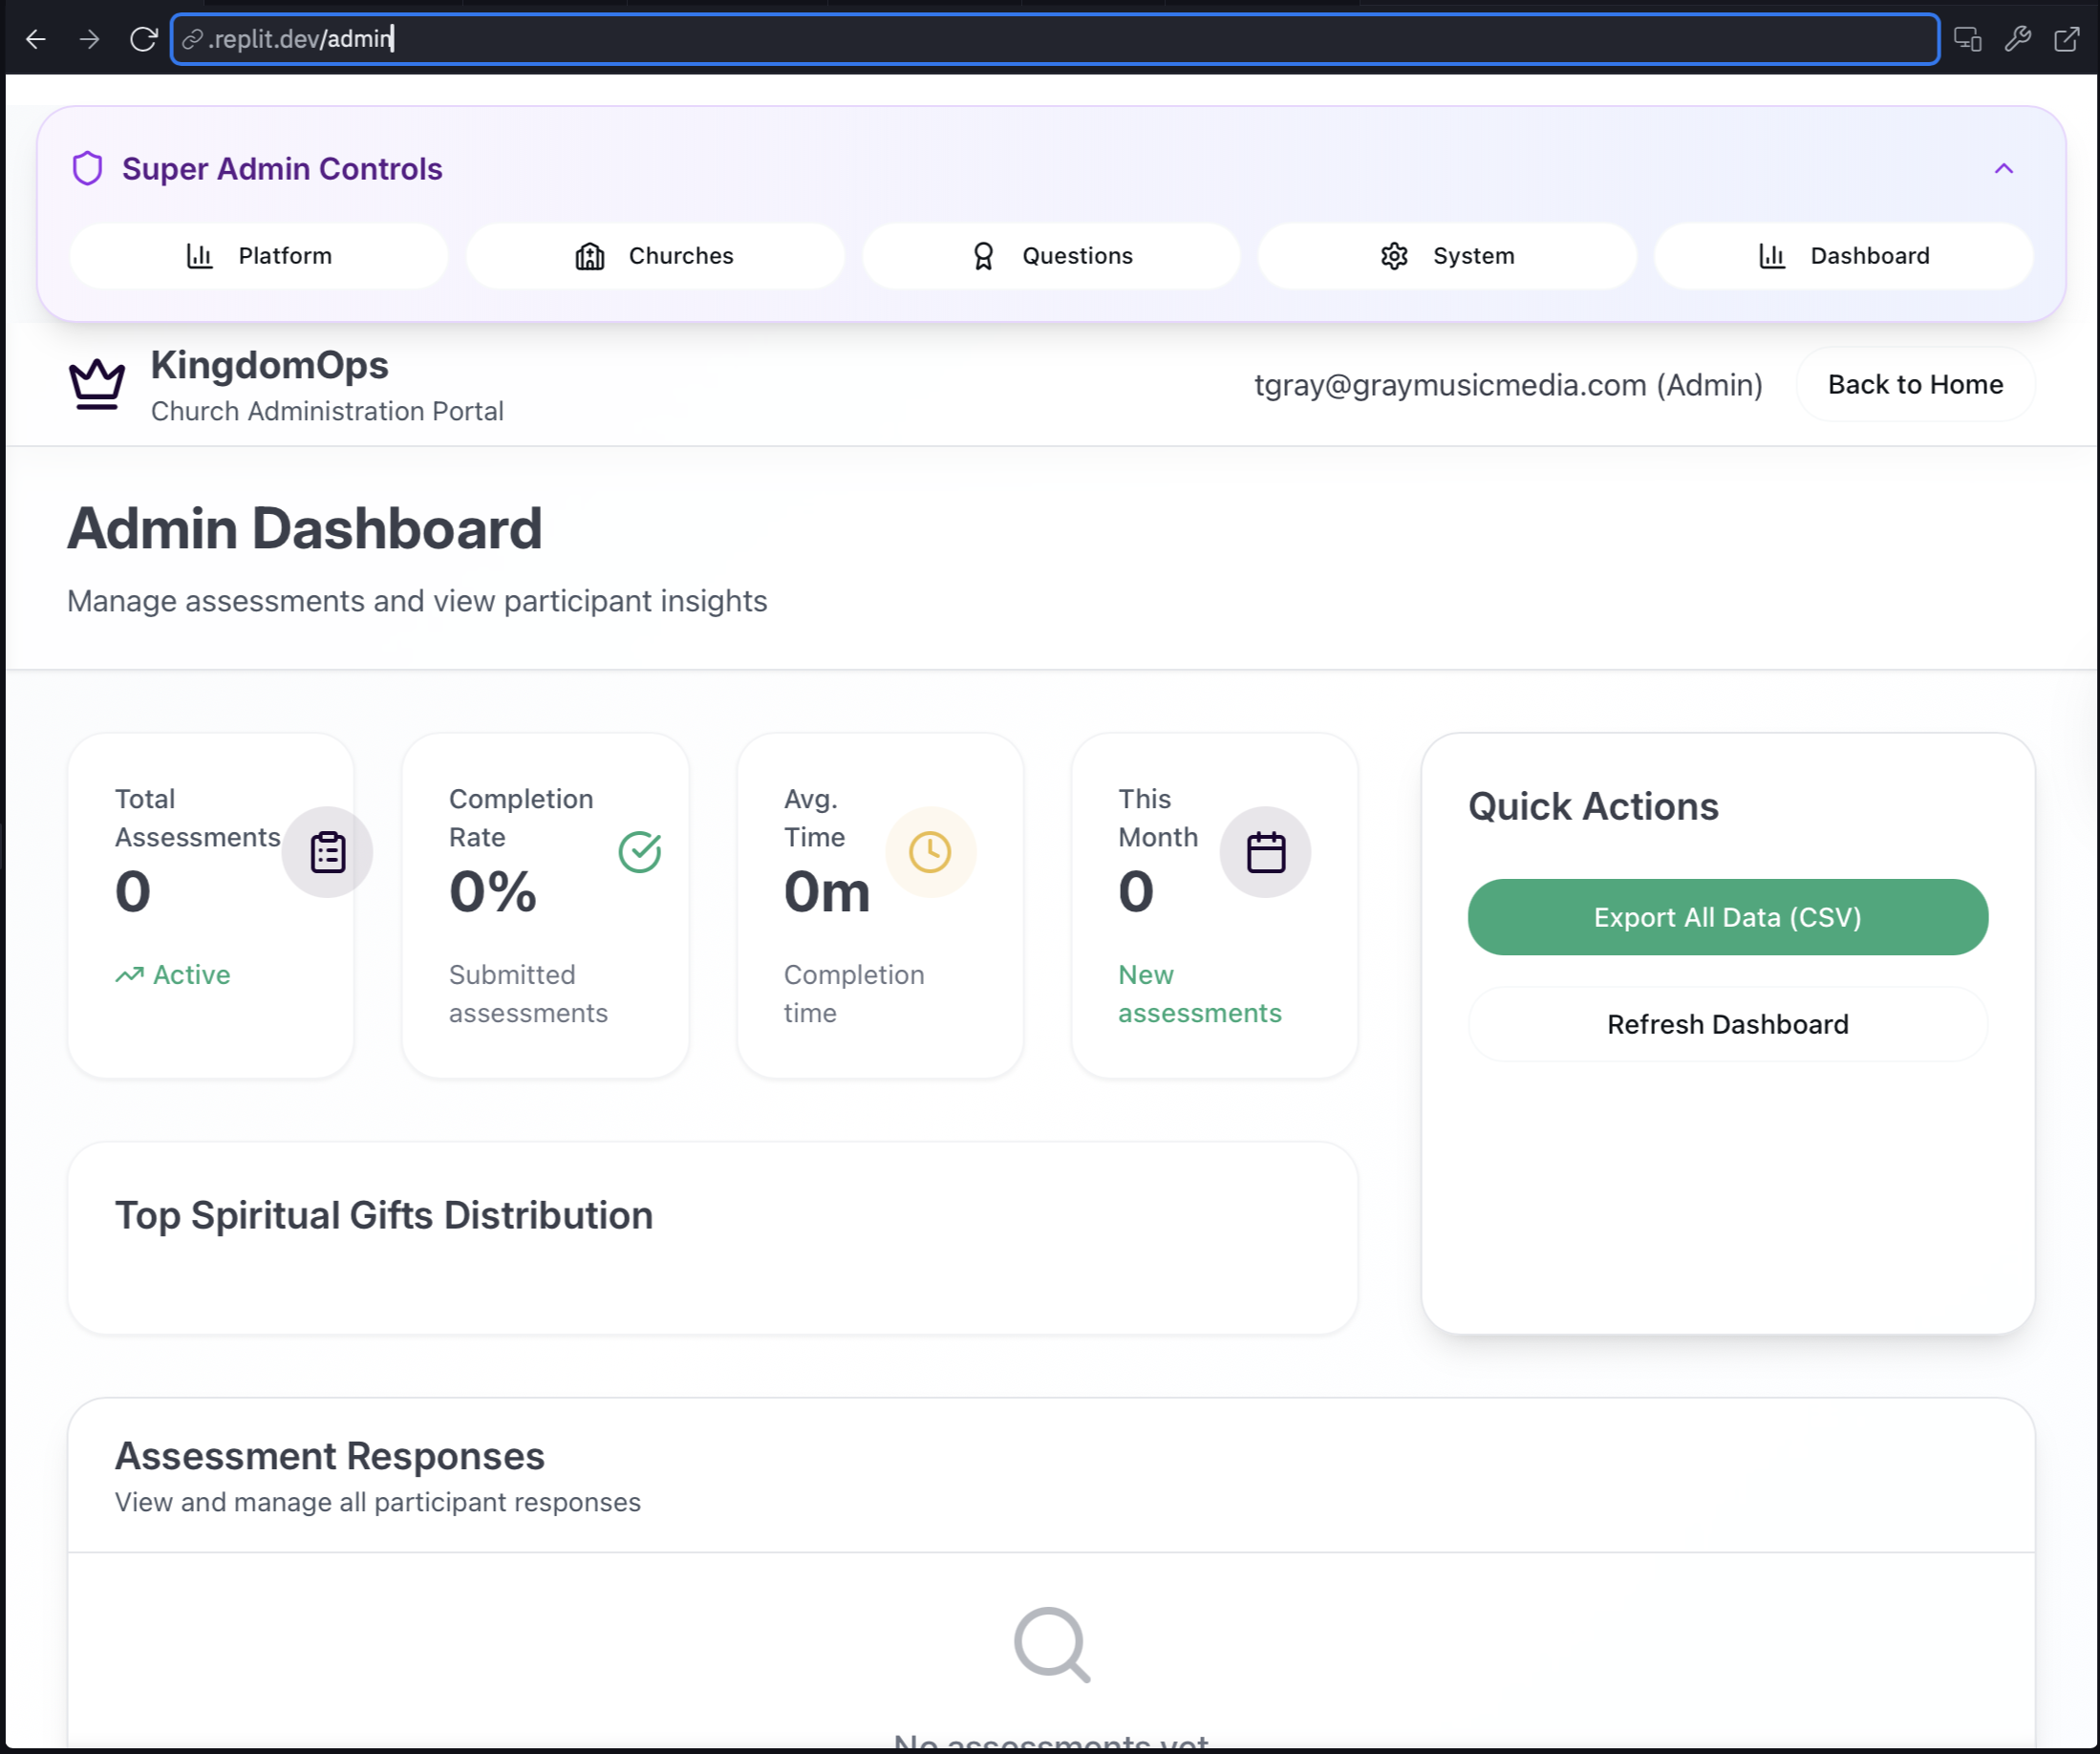 .replit.dev/admin
Super Admin Controls
Platform
Churches
Questions
System
Dashboard
KingdomOps
Church Administration Portal
tgray@graymusicmedia.com (Admin)
Back to Home
Admin Dashboard
Manage assessments and view participant insights
Total
Assessments
0
Active
Completion
Rate
0%
Submitted
assessments
Avg.
Time
0m
Completion
time
This
Month
0
New
assessments
Quick Actions
Export All Data (CSV)
Refresh Dashboard
Top Spiritual Gifts Distribution
Assessment Responses
View and manage all participant responses
No assessments yet